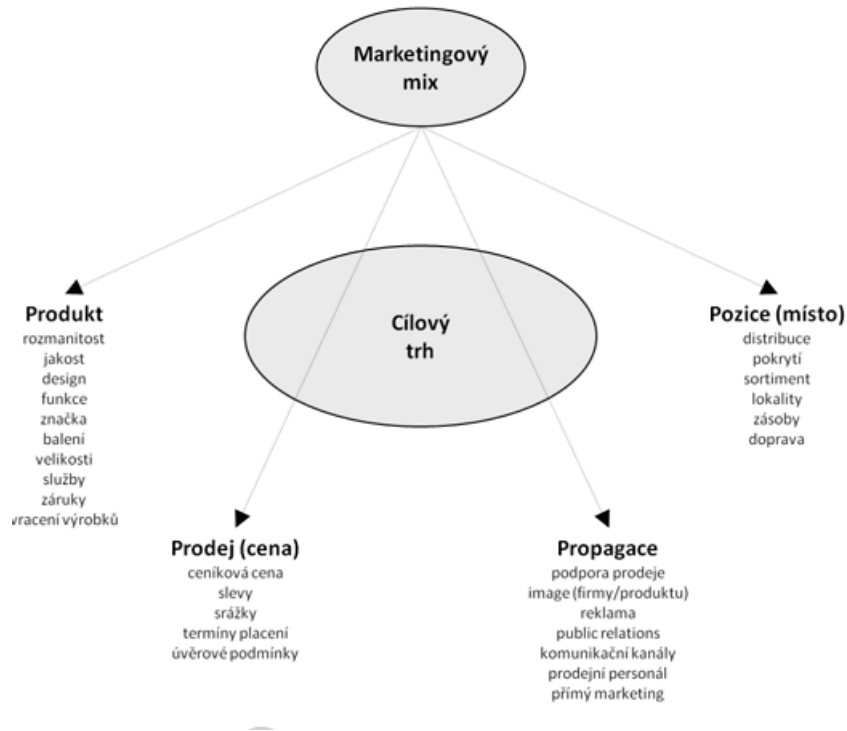 Marketingový
mix
Cílový
trh
Produkt
rozmanitost
jakost
design
funkce
značka
balení
velikosti
služby
záruky
vracení výrobků
Pozice (místo)
distribuce
pokrytí
sortiment
lokality
zásoby
doprava
Prodej (cena)
ceníková cena
slevy
srážky
termíny placení
úvěrové podmínky
Propagace
podpora prodeje
image (firmy/produktu)
reklama
public relations
komunikační kanály
prodejní personál
přímý marketing